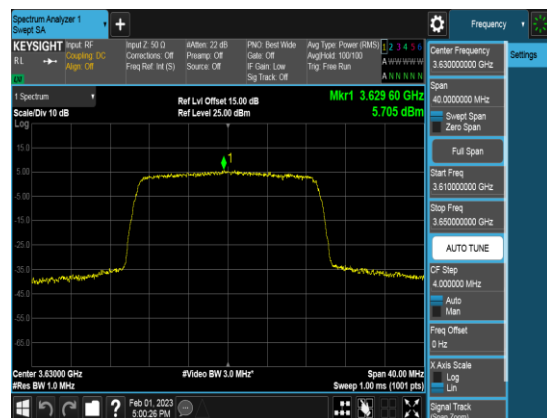 Spectrum Analyzer 1
Swept SA
+
Frequency
KEYSIGHT
RL
Input: RF
Coupling: DC
Align: Off
Input Z: 50 Ω
Corrections: Off
Freq Ref: Int (S)
#Atten: 22 dB
Preamp: Off
Source: Off
PNO: Best Wide
Gate: Off
IF Gain: Low
Sig Track: Off
Avg Type: Power (RMS)
Avg|Hold: 100/100
Trig: Free Run
1 2 3 4 5 6
A W W W W W
A N N N N N
1 Spectrum
Scale/Div 10 dB
Log
Ref Lvl Offset 15.00 dB
Ref Level 25.00 dBm
Mkr1 3.629 60 GHz
5.705 dBm
15.0
5.00
-5.00
-15.0
-25.0
-35.0
-45.0
-55.0
-65.0
1
Center 3.63000 GHz
#Res BW 1.0 MHz
#Video BW 3.0 MHz*
Span 40.00 MHz
Sweep 1.00 ms (1001 pts)
Feb 01, 2023
5:00:26 PM
?
Center Frequency
3.630000000 GHz
Settings
Span
40.0000000 MHz
Swept Span
Zero Span
Full Span
Start Freq
3.610000000 GHz
Stop Freq
3.650000000 GHz
AUTO TUNE
CF Step
4.000000 MHz
Auto
Man
Freq Offset
0 Hz
X Axis Scale
Log
Lin
Signal Track
(Span Zoom)